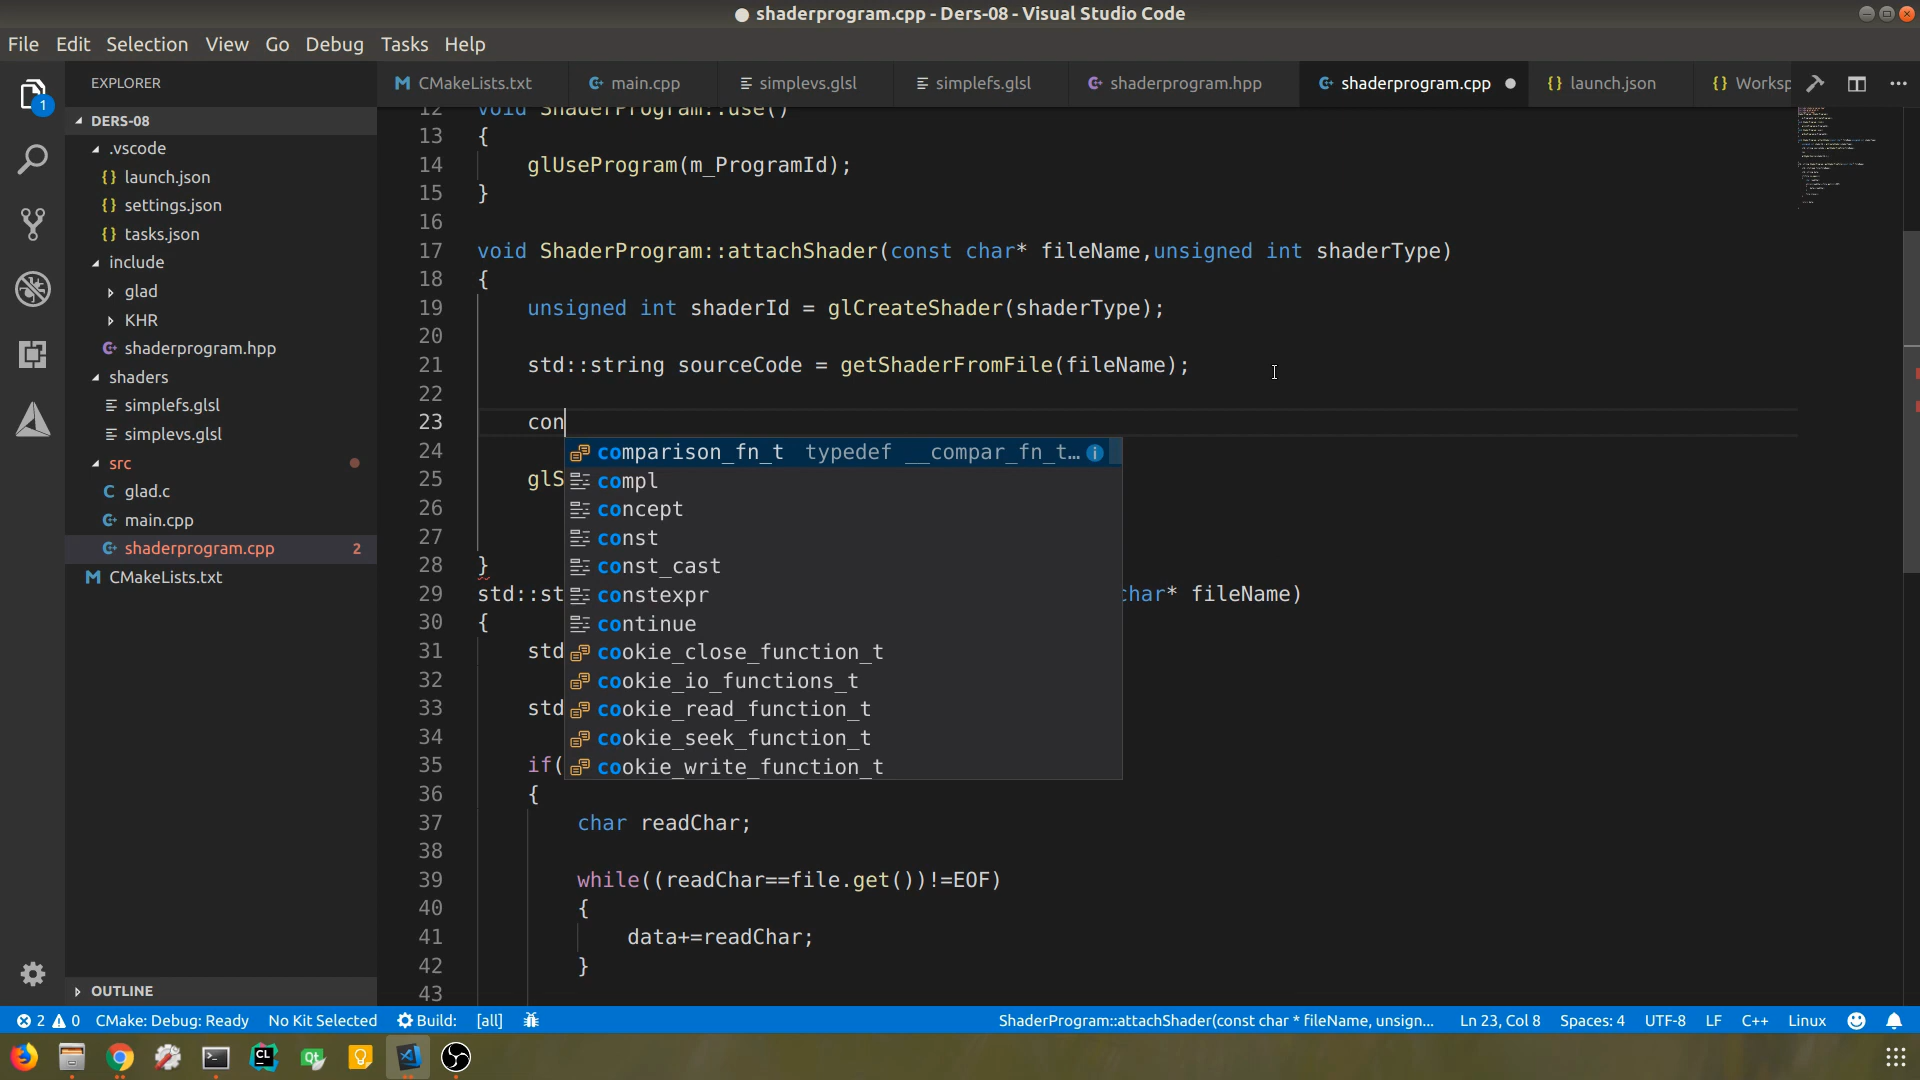 shaderprogram.cpp - Ders-08 - Visual Studio Code
File Edit Selection View Go Debug Tasks Help
1
EXPLORER
DERS-08
.vscode
{} launch.json
{} settings.json
{} tasks.json
include
glad
KHR
shaderprogram.hpp
shaders
simplefs.glsl
simplevs.glsl
src
C glad.c
main.cpp
shaderprogram.cpp 2
M CMakeLists.txt
OUTLINE
M CMakeLists.txt main.cpp simplevs.glsl simplefs.glsl shaderprogram.hpp shaderprogram.cpp {} launch.json {} Worksp
12 void ShaderProgram::use()
13 {
14 glUseProgram(m_ProgramId);
15 }
16
17 void ShaderProgram::attachShader(const char* fileName,unsigned int shaderType)
18 {
19 unsigned int shaderId = glCreateShader(shaderType);
20
21 std::string sourceCode = getShaderFromFile(fileName);
22
23 con
24
25 glS
26
27
28 }
29 std::st char* fileName)
30 {
31 std
32
33 std
34
35 if(
36 {
37 char readChar;
38
39 while((readChar==file.get())!=EOF)
40 {
41 data+=readChar;
42 }
43
comparison_fn_t typedef __compar_fn_t… i
compl
concept
const
const_cast
constexpr
continue
cookie_close_function_t
cookie_io_functions_t
cookie_read_function_t
cookie_seek_function_t
cookie_write_function_t
2 0 CMake: Debug: Ready No Kit Selected Build: [all] ShaderProgram::attachShader(const char * fileName, unsign... Ln 23, Col 8 Spaces: 4 UTF-8 LF C++ Linux
CL Qt